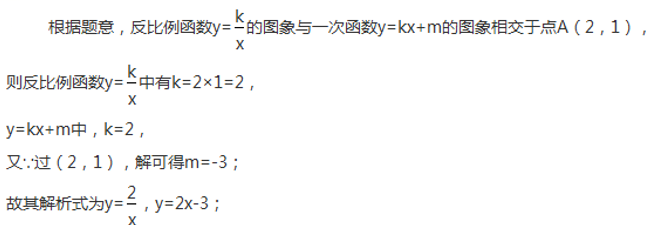 根据题意，反比例函数y=k/x的图象与一次函数y=kx+m的图象相交于点A（2，1），
则反比例函数y=k/x中有k=2×1=2，
y=kx+m中，k=2，
又∵过（2，1），解可得m=-3；
故其解析式为y=2/x，y=2x-3；